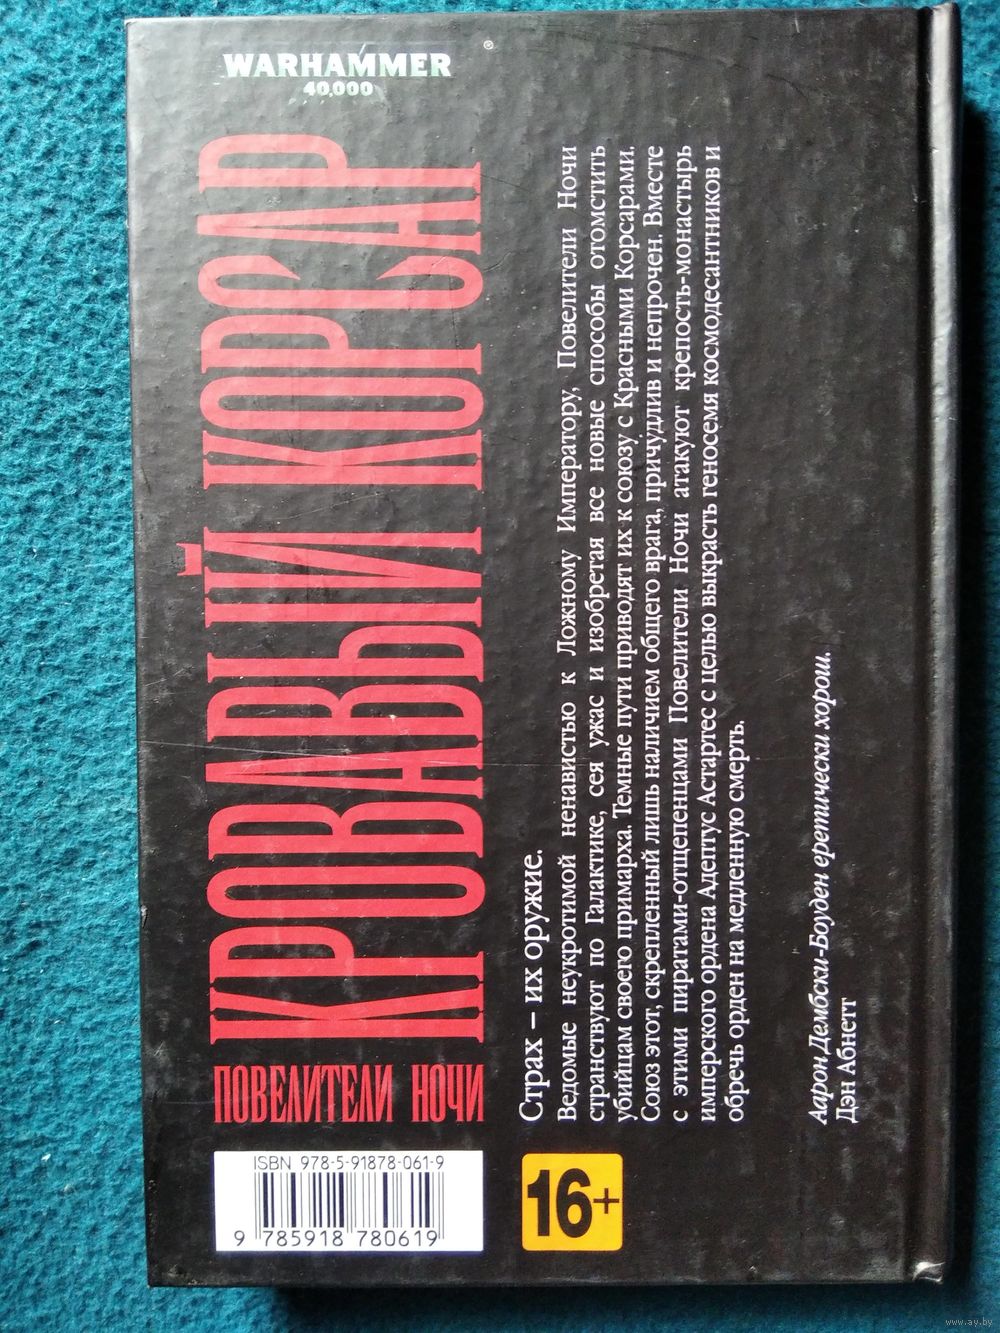 WARHAMMER®
40,000
ПОВЕЛИТЕЛИ НОЧИ
КРОВАВЫЙ КОРСАР
Страх – их оружие.
Ведомые неукротимой ненавистью к Ложному Императору, Повелители Ночи
странствуют по Галактике, сея ужас и изобретая все новые способы отомстить
убийцам своего примарха. Темные пути приводят их к союзу с Красными Корсарами.
Союз этот, скрепленный лишь наличием общего врага, причудлив и непрочен. Вместе
с этими пиратами-отщепенцами Повелители Ночи атакуют крепость-монастырь
имперского ордена Адептус Астартес с целью выкрасть геносемя космодесантников и
обречь орден на медленную смерть.
Аарон Дембски-Боуден еретически хорош.
Дэн Абнетт
ISBN 978-5-91878-061-9
9 785918 780619
16+
www.ay.by